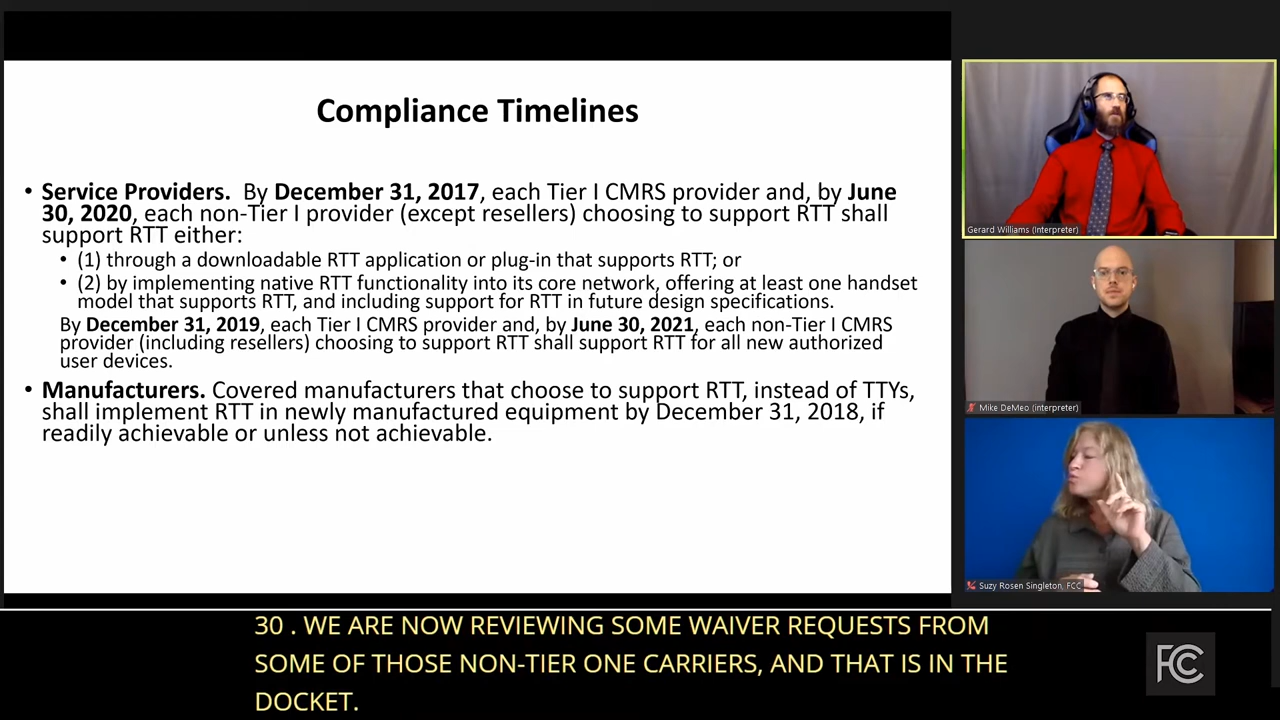 Compliance Timelines
• Service Providers. By December 31, 2017, each Tier I CMRS provider and, by June
30, 2020, each non-Tier I provider (except resellers) choosing to support RTT shall
support RTT either:
• (1) through a downloadable RTT application or plug-in that supports RTT; or
• (2) by implementing native RTT functionality into its core network, offering at least one handset
model that supports RTT, and including support for RTT in future design specifications.
By December 31, 2019, each Tier I CMRS provider and, by June 30, 2021, each non-Tier I CMRS
provider (including resellers) choosing to support RTT shall support RTT for all new authorized
user devices.
• Manufacturers. Covered manufacturers that choose to support RTT, instead of TTYs,
shall implement RTT in newly manufactured equipment by December 31, 2018, if
readily achievable or unless not achievable.
Gerard Williams (Interpreter)
Mike DeMeo (interpreter)
Suzy Rosen Singleton, FCC
30 . WE ARE NOW REVIEWING SOME WAIVER REQUESTS FROM
SOME OF THOSE NON-TIER ONE CARRIERS, AND THAT IS IN THE
DOCKET.
FCC